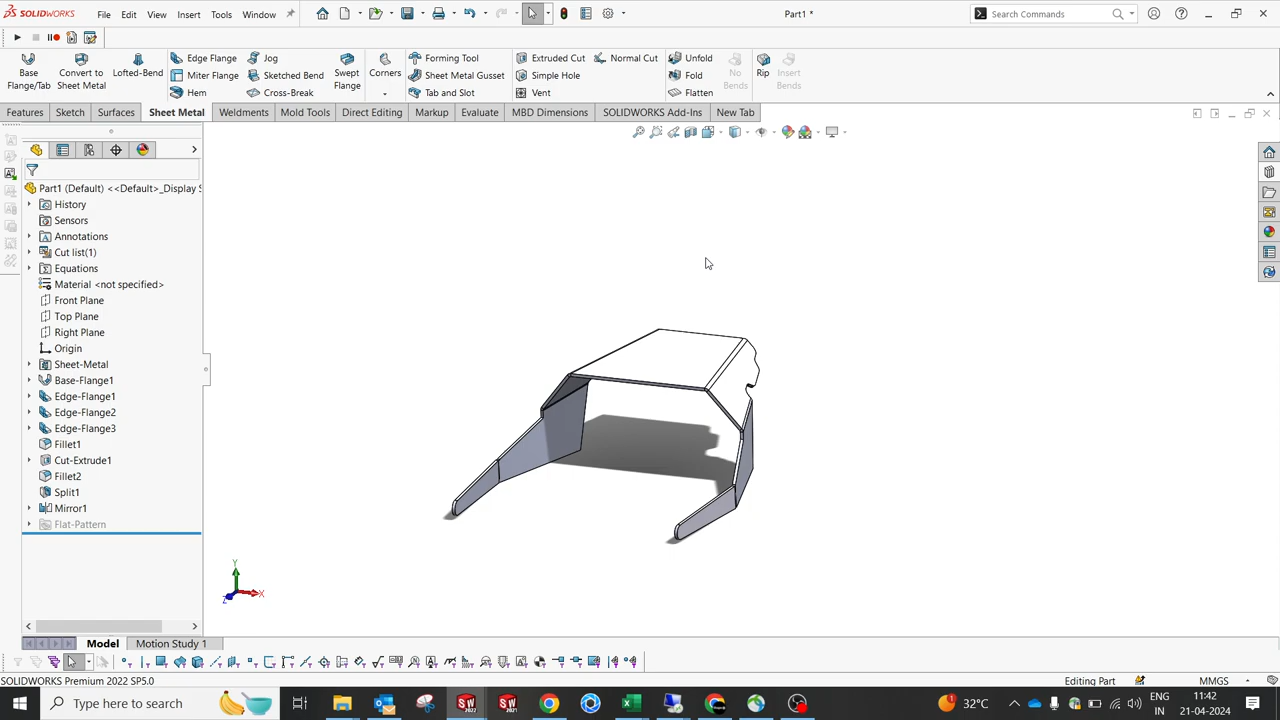 SOLIDWORKS File Edit View Insert Tools Window Part1 * Search Commands
Base Flange/Tab Convert to Sheet Metal Lofted-Bend Edge Flange Miter Flange Hem Jog Sketched Bend Cross-Break Swept Flange Corners Forming Tool Sheet Metal Gusset Tab and Slot Extruded Cut Simple Hole Vent Normal Cut Unfold Fold Flatten No Bends Rip Insert Bends
Features Sketch Surfaces Sheet Metal Weldments Mold Tools Direct Editing Markup Evaluate MBD Dimensions SOLIDWORKS Add-Ins New Tab
Part1 (Default) <<Default>_Display S
History
Sensors
Annotations
Cut list(1)
Equations
Material <not specified>
Front Plane
Top Plane
Right Plane
Origin
Sheet-Metal
Base-Flange1
Edge-Flange1
Edge-Flange2
Edge-Flange3
Fillet1
Cut-Extrude1
Fillet2
Split1
Mirror1
Flat-Pattern
Y
X
Z
Model Motion Study 1
SOLIDWORKS Premium 2022 SP5.0 Editing Part MMGS
Type here to search SW 2022 SW 2021 32°C ENG 11:42
IN 21-04-2024